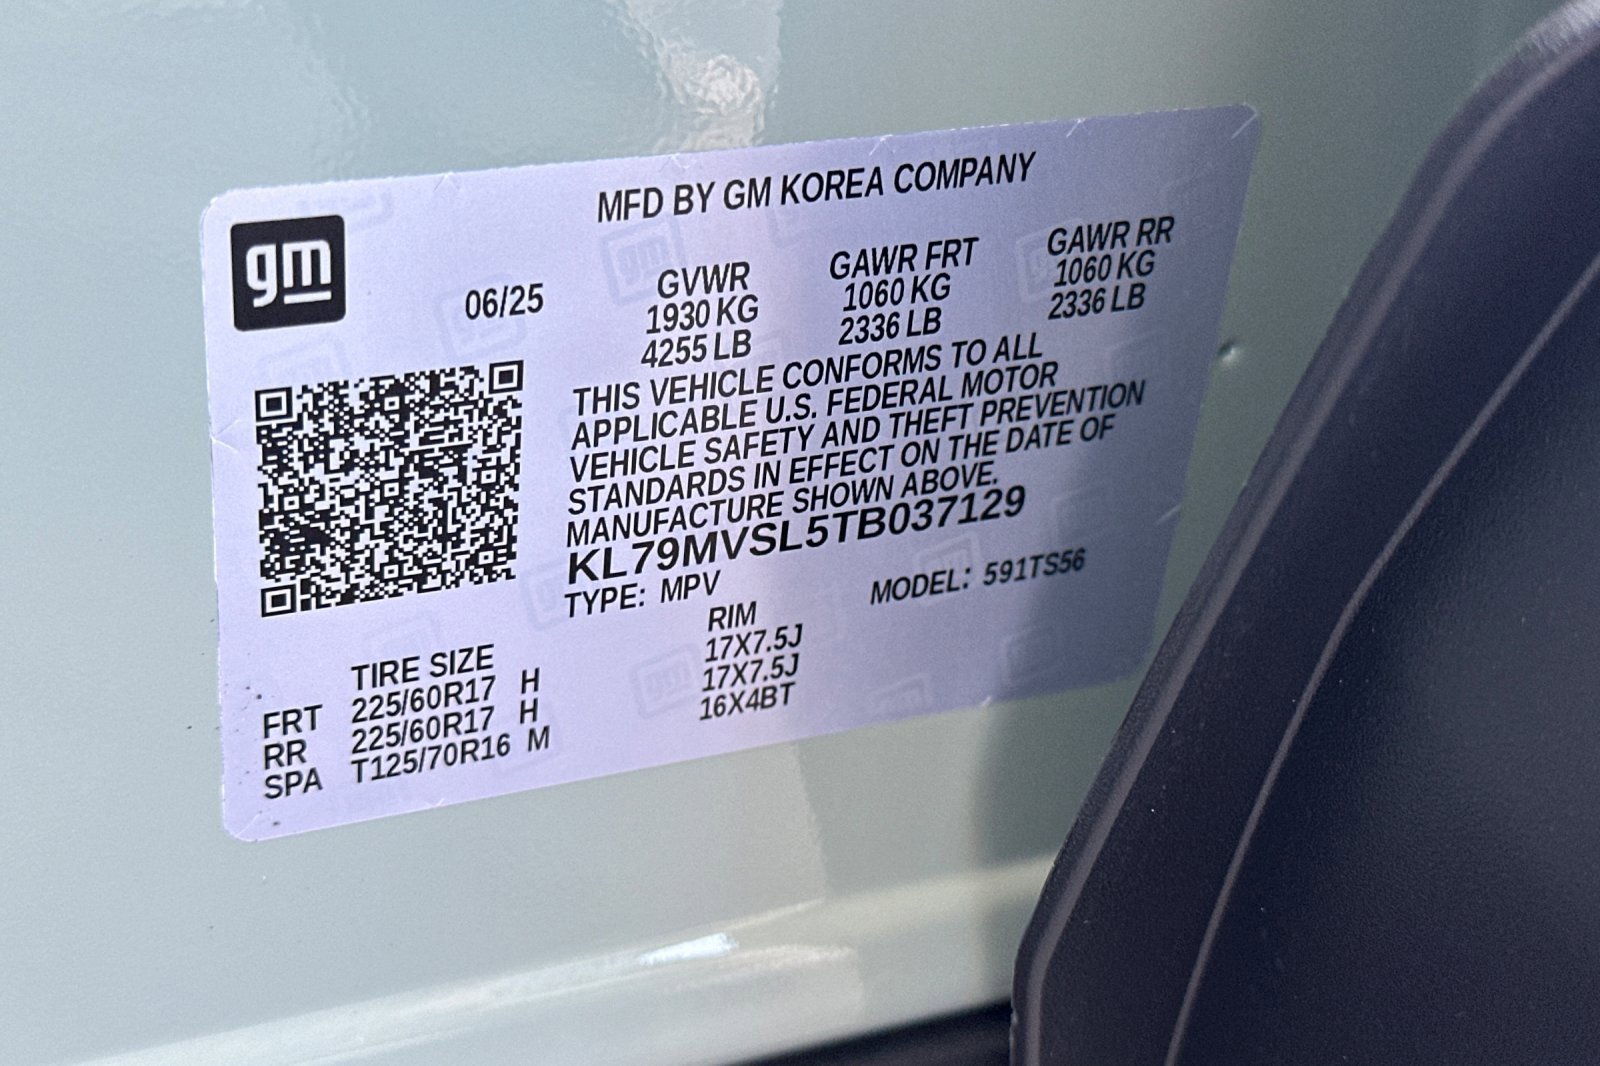 MFD BY GM KOREA COMPANY
gm
06/25
GVWR GAWR FRT GAWR RR
1930 KG 1060 KG 1060 KG
4255 LB 2336 LB 2336 LB
THIS VEHICLE CONFORMS TO ALL
APPLICABLE U.S. FEDERAL MOTOR
VEHICLE SAFETY AND THEFT PREVENTION
STANDARDS IN EFFECT ON THE DATE OF
MANUFACTURE SHOWN ABOVE.
KL79MVSL5TB037129
TYPE: MPV MODEL: 591TS56
TIRE SIZE RIM
FRT 225/60R17 H 17X7.5J
RR 225/60R17 H 17X7.5J
SPA T125/70R16 M 16X4BT